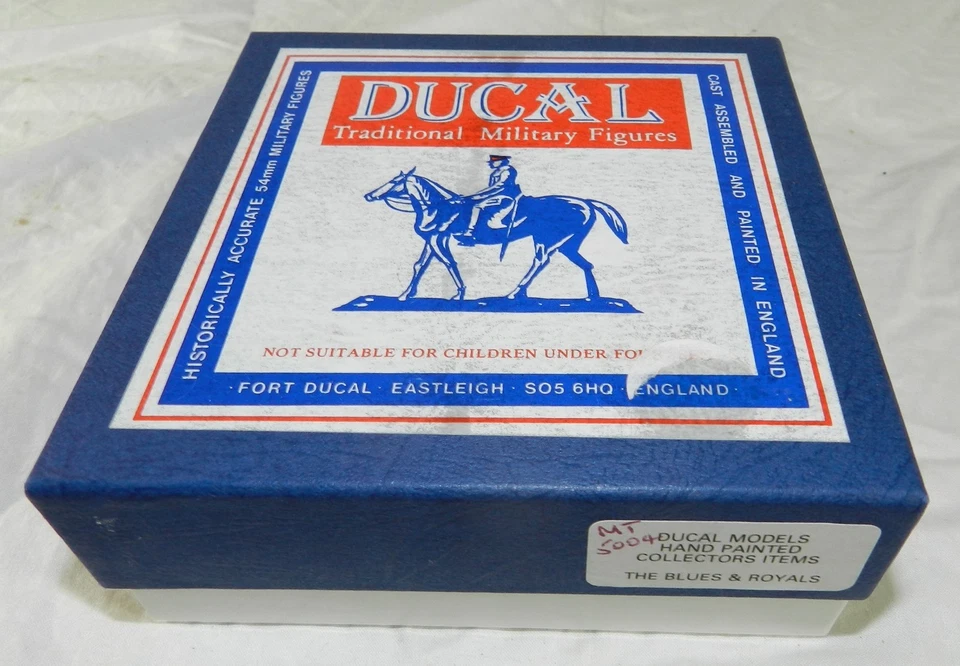 DUCAL
Traditional Military Figures
HISTORICALLY ACCURATE 54mm MILITARY FIGURES
CAST ASSEMBLED AND PAINTED IN ENGLAND
NOT SUITABLE FOR CHILDREN UNDER
·FORT DUCAL · EASTLEIGH · SO5 6HQ · ENGLAND·
MT
5004
DUCAL MODELS
HAND PAINTED
COLLECTORS ITEMS
THE BLUES & ROYALS